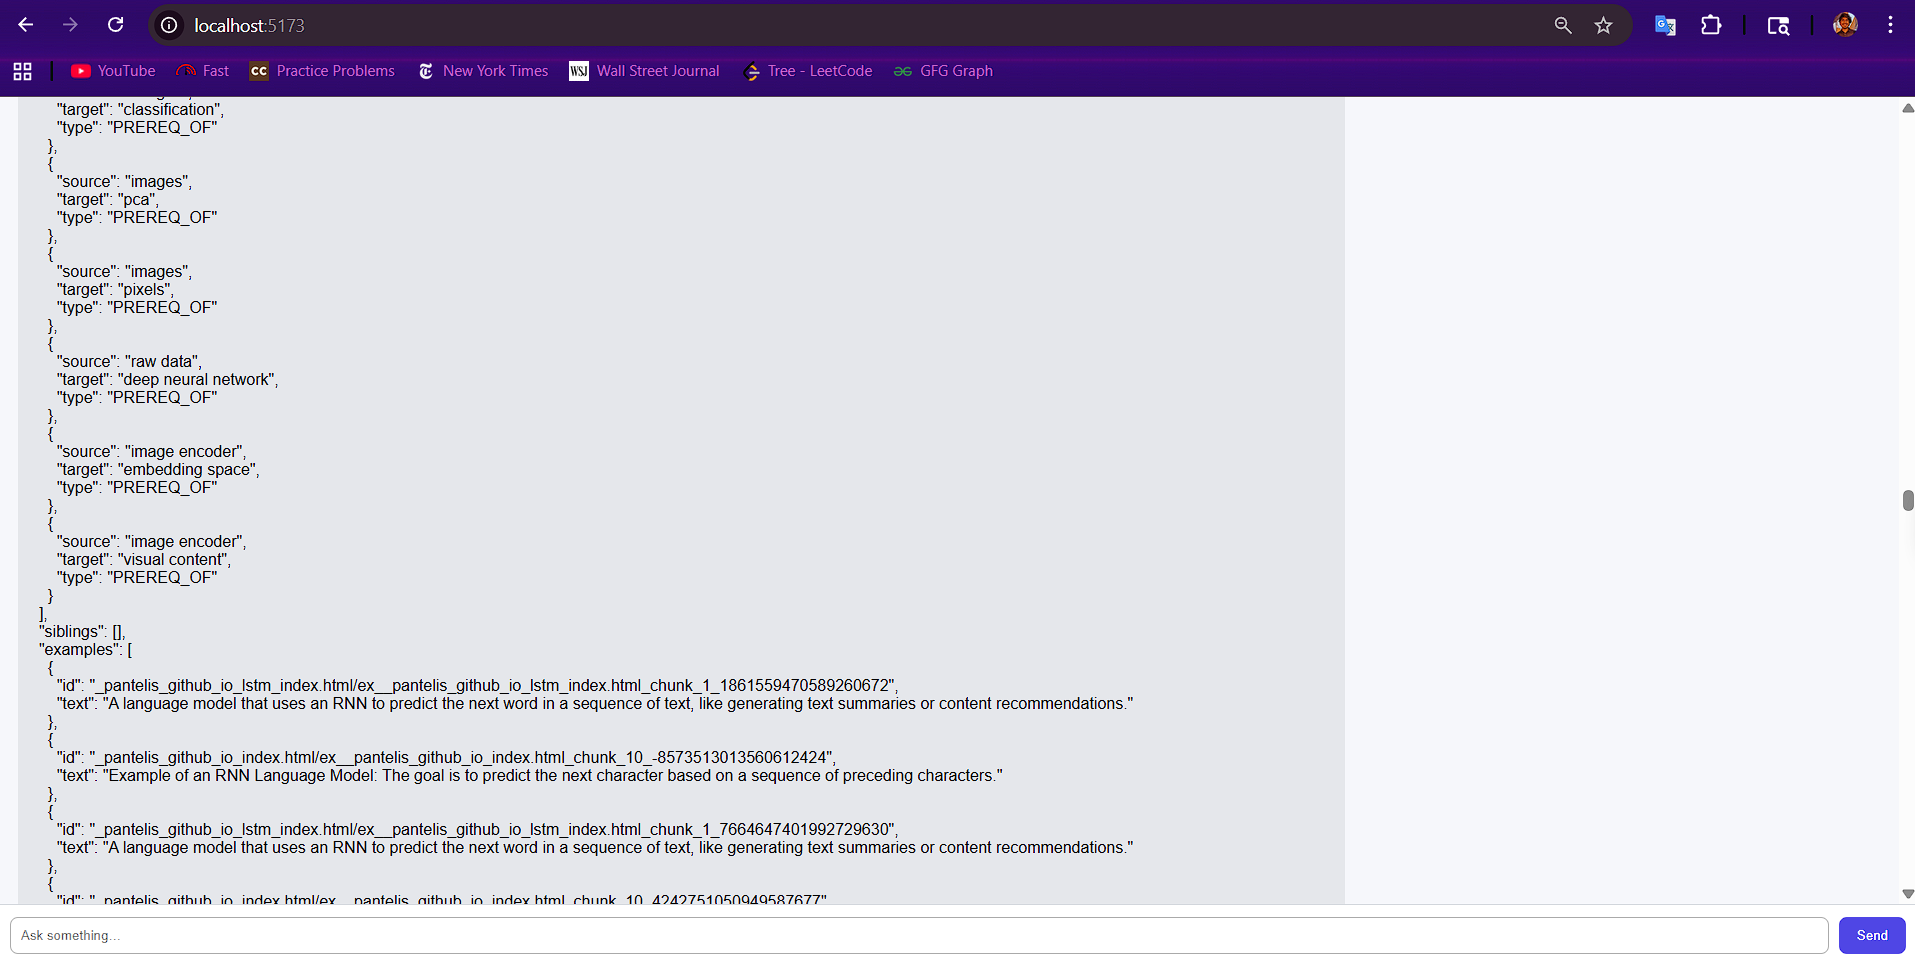 localhost:5173
YouTube Fast CC Practice Problems New York Times WSJ Wall Street Journal Tree - LeetCode GFG Graph
"target": "classification",
"type": "PREREQ_OF"
},
{
"source": "images",
"target": "pca",
"type": "PREREQ_OF"
},
{
"source": "images",
"target": "pixels",
"type": "PREREQ_OF"
},
{
"source": "raw data",
"target": "deep neural network",
"type": "PREREQ_OF"
},
{
"source": "image encoder",
"target": "embedding space",
"type": "PREREQ_OF"
},
{
"source": "image encoder",
"target": "visual content",
"type": "PREREQ_OF"
}
],
"siblings": [],
"examples": [
{
"id": "_pantelis_github_io_lstm_index.html/ex__pantelis_github_io_lstm_index.html_chunk_1_1861559470589260672",
"text": "A language model that uses an RNN to predict the next word in a sequence of text, like generating text summaries or content recommendations."
},
{
"id": "_pantelis_github_io_index.html/ex__pantelis_github_io_index.html_chunk_10_-8573513013560612424",
"text": "Example of an RNN Language Model: The goal is to predict the next character based on a sequence of preceding characters."
},
{
"id": "_pantelis_github_io_lstm_index.html/ex__pantelis_github_io_lstm_index.html_chunk_1_7664647401992729630",
"text": "A language model that uses an RNN to predict the next word in a sequence of text, like generating text summaries or content recommendations."
},
{
"id": "_pantelis_github_io_index.html/ex__pantelis_github_io_index.html_chunk_10_4242751050949587677"
Ask something...
Send